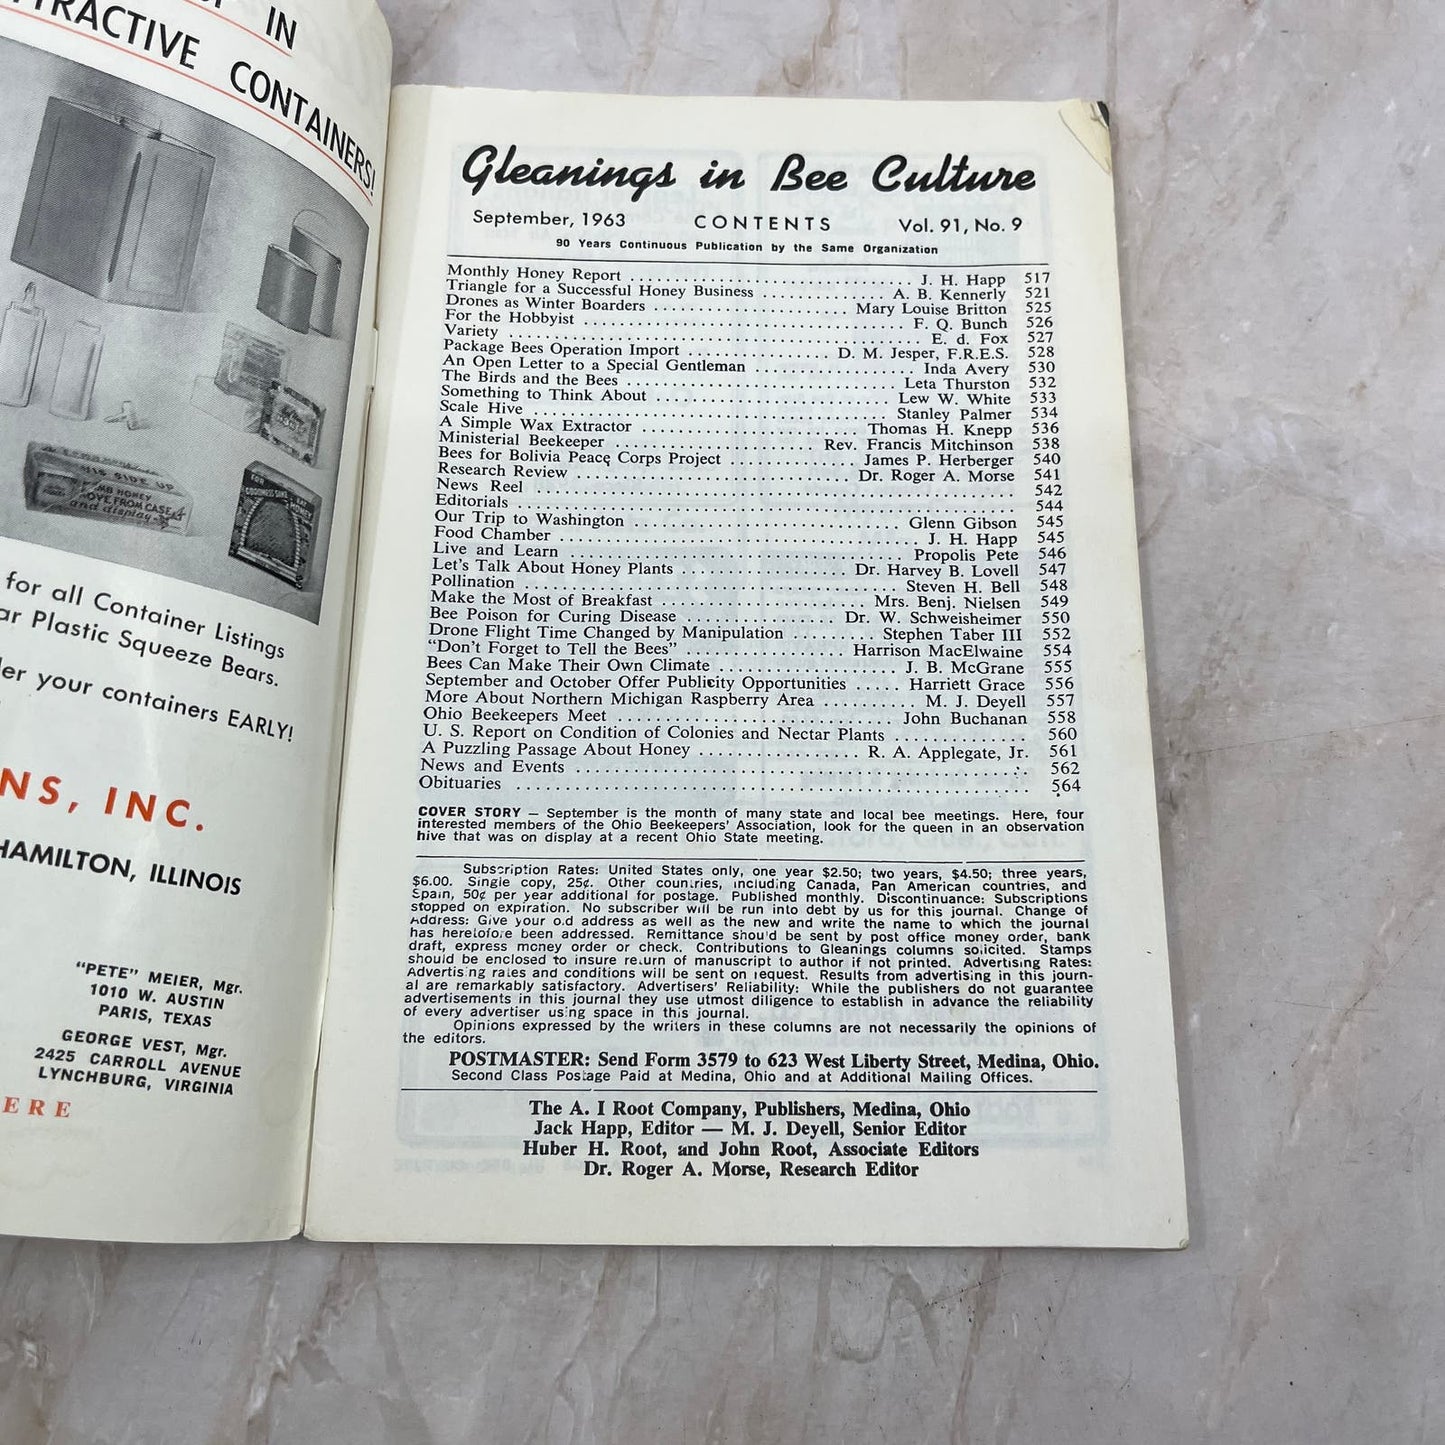 IN
ATTRACTIVE CONTAINERS!
THIS SIDE UP
COMB HONEY
REMOVE FROM CASE
and display
for all Container Listings
Plastic Squeeze Bears.
your containers EARLY!
INC.
HAMILTON, ILLINOIS
"PETE" MEIER, Mgr.
1010 W. AUSTIN
PARIS, TEXAS
GEORGE VEST, Mgr.
2425 CARROLL AVENUE
LYNCHBURG, VIRGINIA
Gleanings in Bee Culture
September, 1963 CONTENTS Vol. 91, No. 9
90 Years Continuous Publication by the Same Organization
Monthly Honey Report ........ J. H. Happ 517
Triangle for a Successful Honey Business ........ A. B. Kennerly 521
Drones as Winter Boarders ........ Mary Louise Britton 525
For the Hobbyist ........ F. Q. Bunch 526
Variety ........ E. d. Fox 527
Package Bees Operation Import ........ D. M. Jesper, F.R.E.S. 528
An Open Letter to a Special Gentleman ........ Inda Avery 530
The Birds and the Bees ........ Leta Thurston 532
Something to Think About ........ Lew W. White 533
Scale Hive ........ Stanley Palmer 534
A Simple Wax Extractor ........ Thomas H. Knepp 536
Ministerial Beekeeper ........ Rev. Francis Mitchinson 538
Bees for Bolivia Peace Corps Project ........ James P. Herberger 540
Research Review ........ Dr. Roger A. Morse 541
News Reel ........ 542
Editorials ........ 544
Our Trip to Washington ........ Glenn Gibson 545
Food Chamber ........ J. H. Happ 545
Live and Learn ........ Propolis Pete 546
Let's Talk About Honey Plants ........ Dr. Harvey B. Lovell 547
Pollination ........ Steven H. Bell 548
Make the Most of Breakfast ........ Mrs. Benj. Nielsen 549
Bee Poison for Curing Disease ........ Dr. W. Schweisheimer 550
Drone Flight Time Changed by Manipulation ........ Stephen Taber III 552
"Don't Forget to Tell the Bees" ........ Harrison MacElwaine 554
Bees Can Make Their Own Climate ........ J. B. McGrane 555
September and October Offer Publicity Opportunities ..... Harriett Grace 556
More About Northern Michigan Raspberry Area ........ M. J. Deyell 557
Ohio Beekeepers Meet ........ John Buchanan 558
U. S. Report on Condition of Colonies and Nectar Plants ........ 560
A Puzzling Passage About Honey ........ R. A. Applegate, Jr. 561
News and Events ........ 562
Obituaries ........ 564
COVER STORY — September is the month of many state and local bee meetings. Here, four
interested members of the Ohio Beekeepers' Association, look for the queen in an observation
hive that was on display at a recent Ohio State meeting.
Subscription Rates: United States only, one year $2.50; two years, $4.50; three years,
$6.00. Single copy, 25¢. Other countries, including Canada, Pan American countries, and
Spain, 50¢ per year additional for postage. Published monthly. Discontinuance: Subscriptions
stopped on expiration. No subscriber will be run into debt by us for this journal. Change of
Address: Give your old address as well as the new and write the name to which the journal
has heretofore been addressed. Remittance should be sent by post office money order, bank
draft, express money order or check. Contributions to Gleanings columns solicited. Stamps
should be enclosed to insure return of manuscript to author if not printed. Advertising Rates:
Advertising rates and conditions will be sent on request. Results from advertising in this journ-
al are remarkably satisfactory. Advertisers' Reliability: While the publishers do not guarantee
advertisements in this journal they use utmost diligence to establish in advance the reliability
of every advertiser using space in this journal.
Opinions expressed by the writers in these columns are not necessarily the opinions of
the editors.
POSTMASTER: Send Form 3579 to 623 West Liberty Street, Medina, Ohio.
Second Class Postage Paid at Medina, Ohio and at Additional Mailing Offices.
The A. I Root Company, Publishers, Medina, Ohio
Jack Happ, Editor — M. J. Deyell, Senior Editor
Huber H. Root, and John Root, Associate Editors
Dr. Roger A. Morse, Research Editor